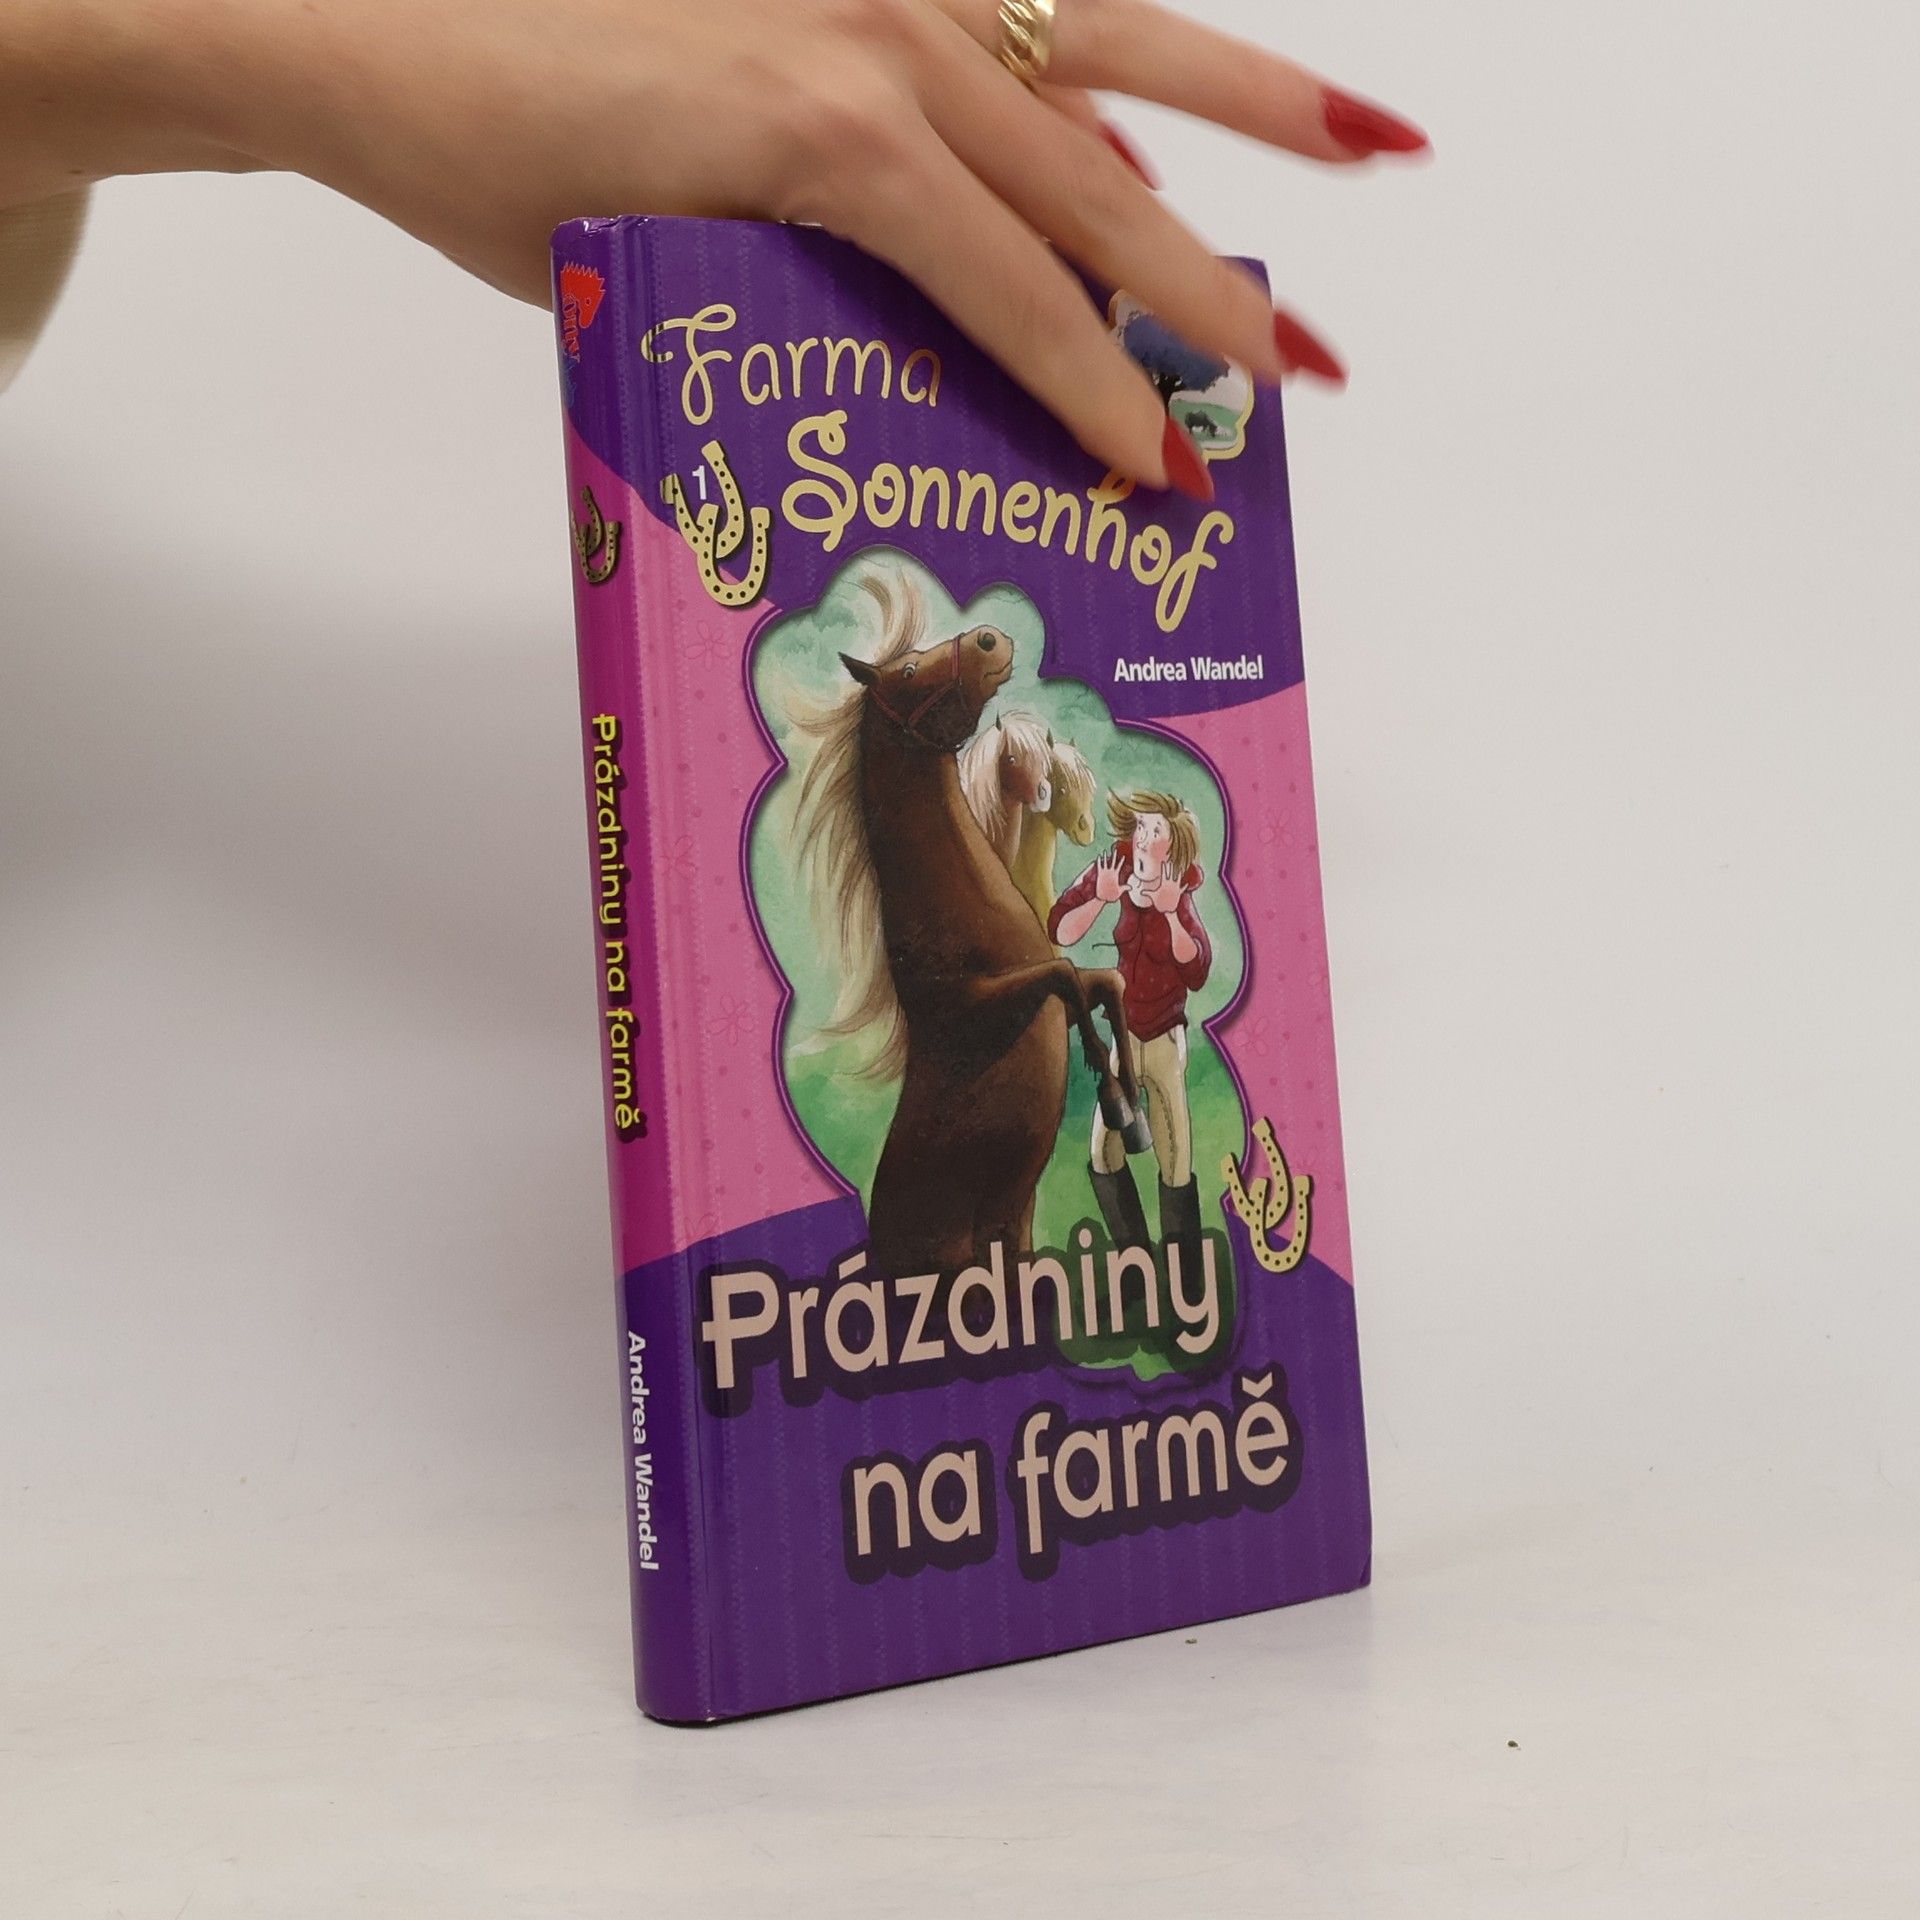 Farma
1
Sonnenhof
Andrea Wandel
Prázdniny
na farmě
Prázdniny na farmě
Andrea Wandel